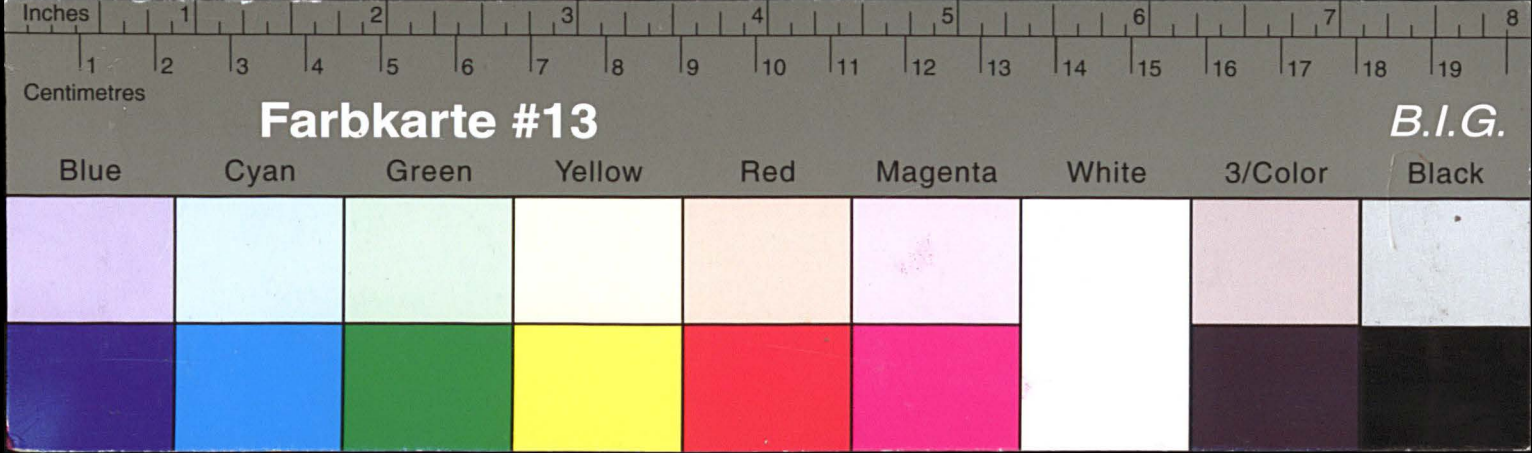 Inches 1 2 3 4 5 6 7 8
1 2 3 4 5 6 7 8 9 10 11 12 13 14 15 16 17 18 19
Centimetres
Farbkarte #13 B.I.G.
Blue Cyan Green Yellow Red Magenta White 3/Color Black